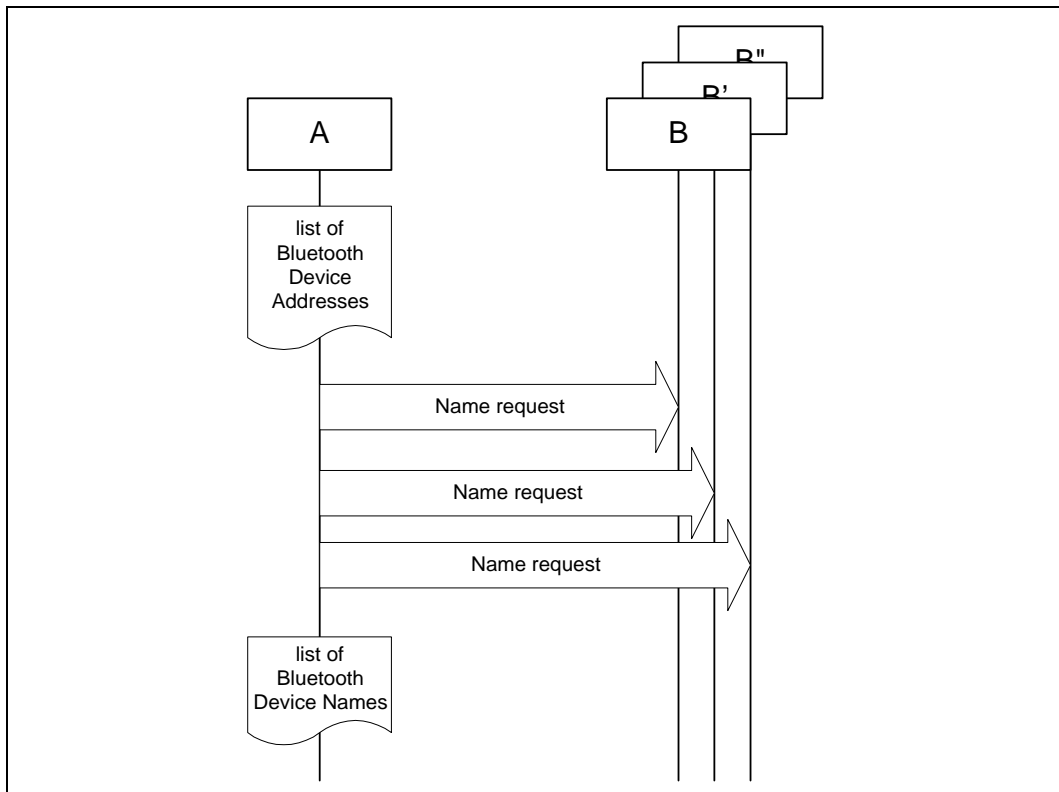 B"
B’
A
B
list of
Bluetooth
Device
Addresses
Name request
Name request
Name request
list of
Bluetooth
Device Names